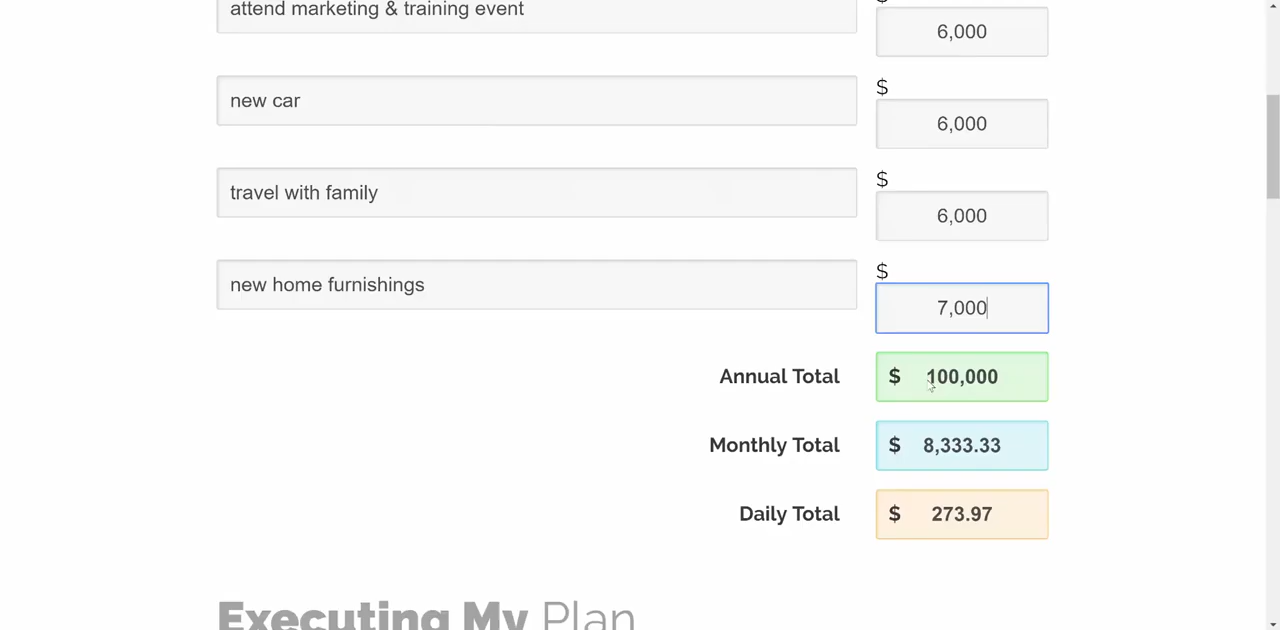 attend marketing & training event
$
6,000
new car
$
6,000
travel with family
$
6,000
new home furnishings
$
7,000
Annual Total
$ 100,000
Monthly Total
$ 8,333.33
Daily Total
$ 273.97
Executing My Plan